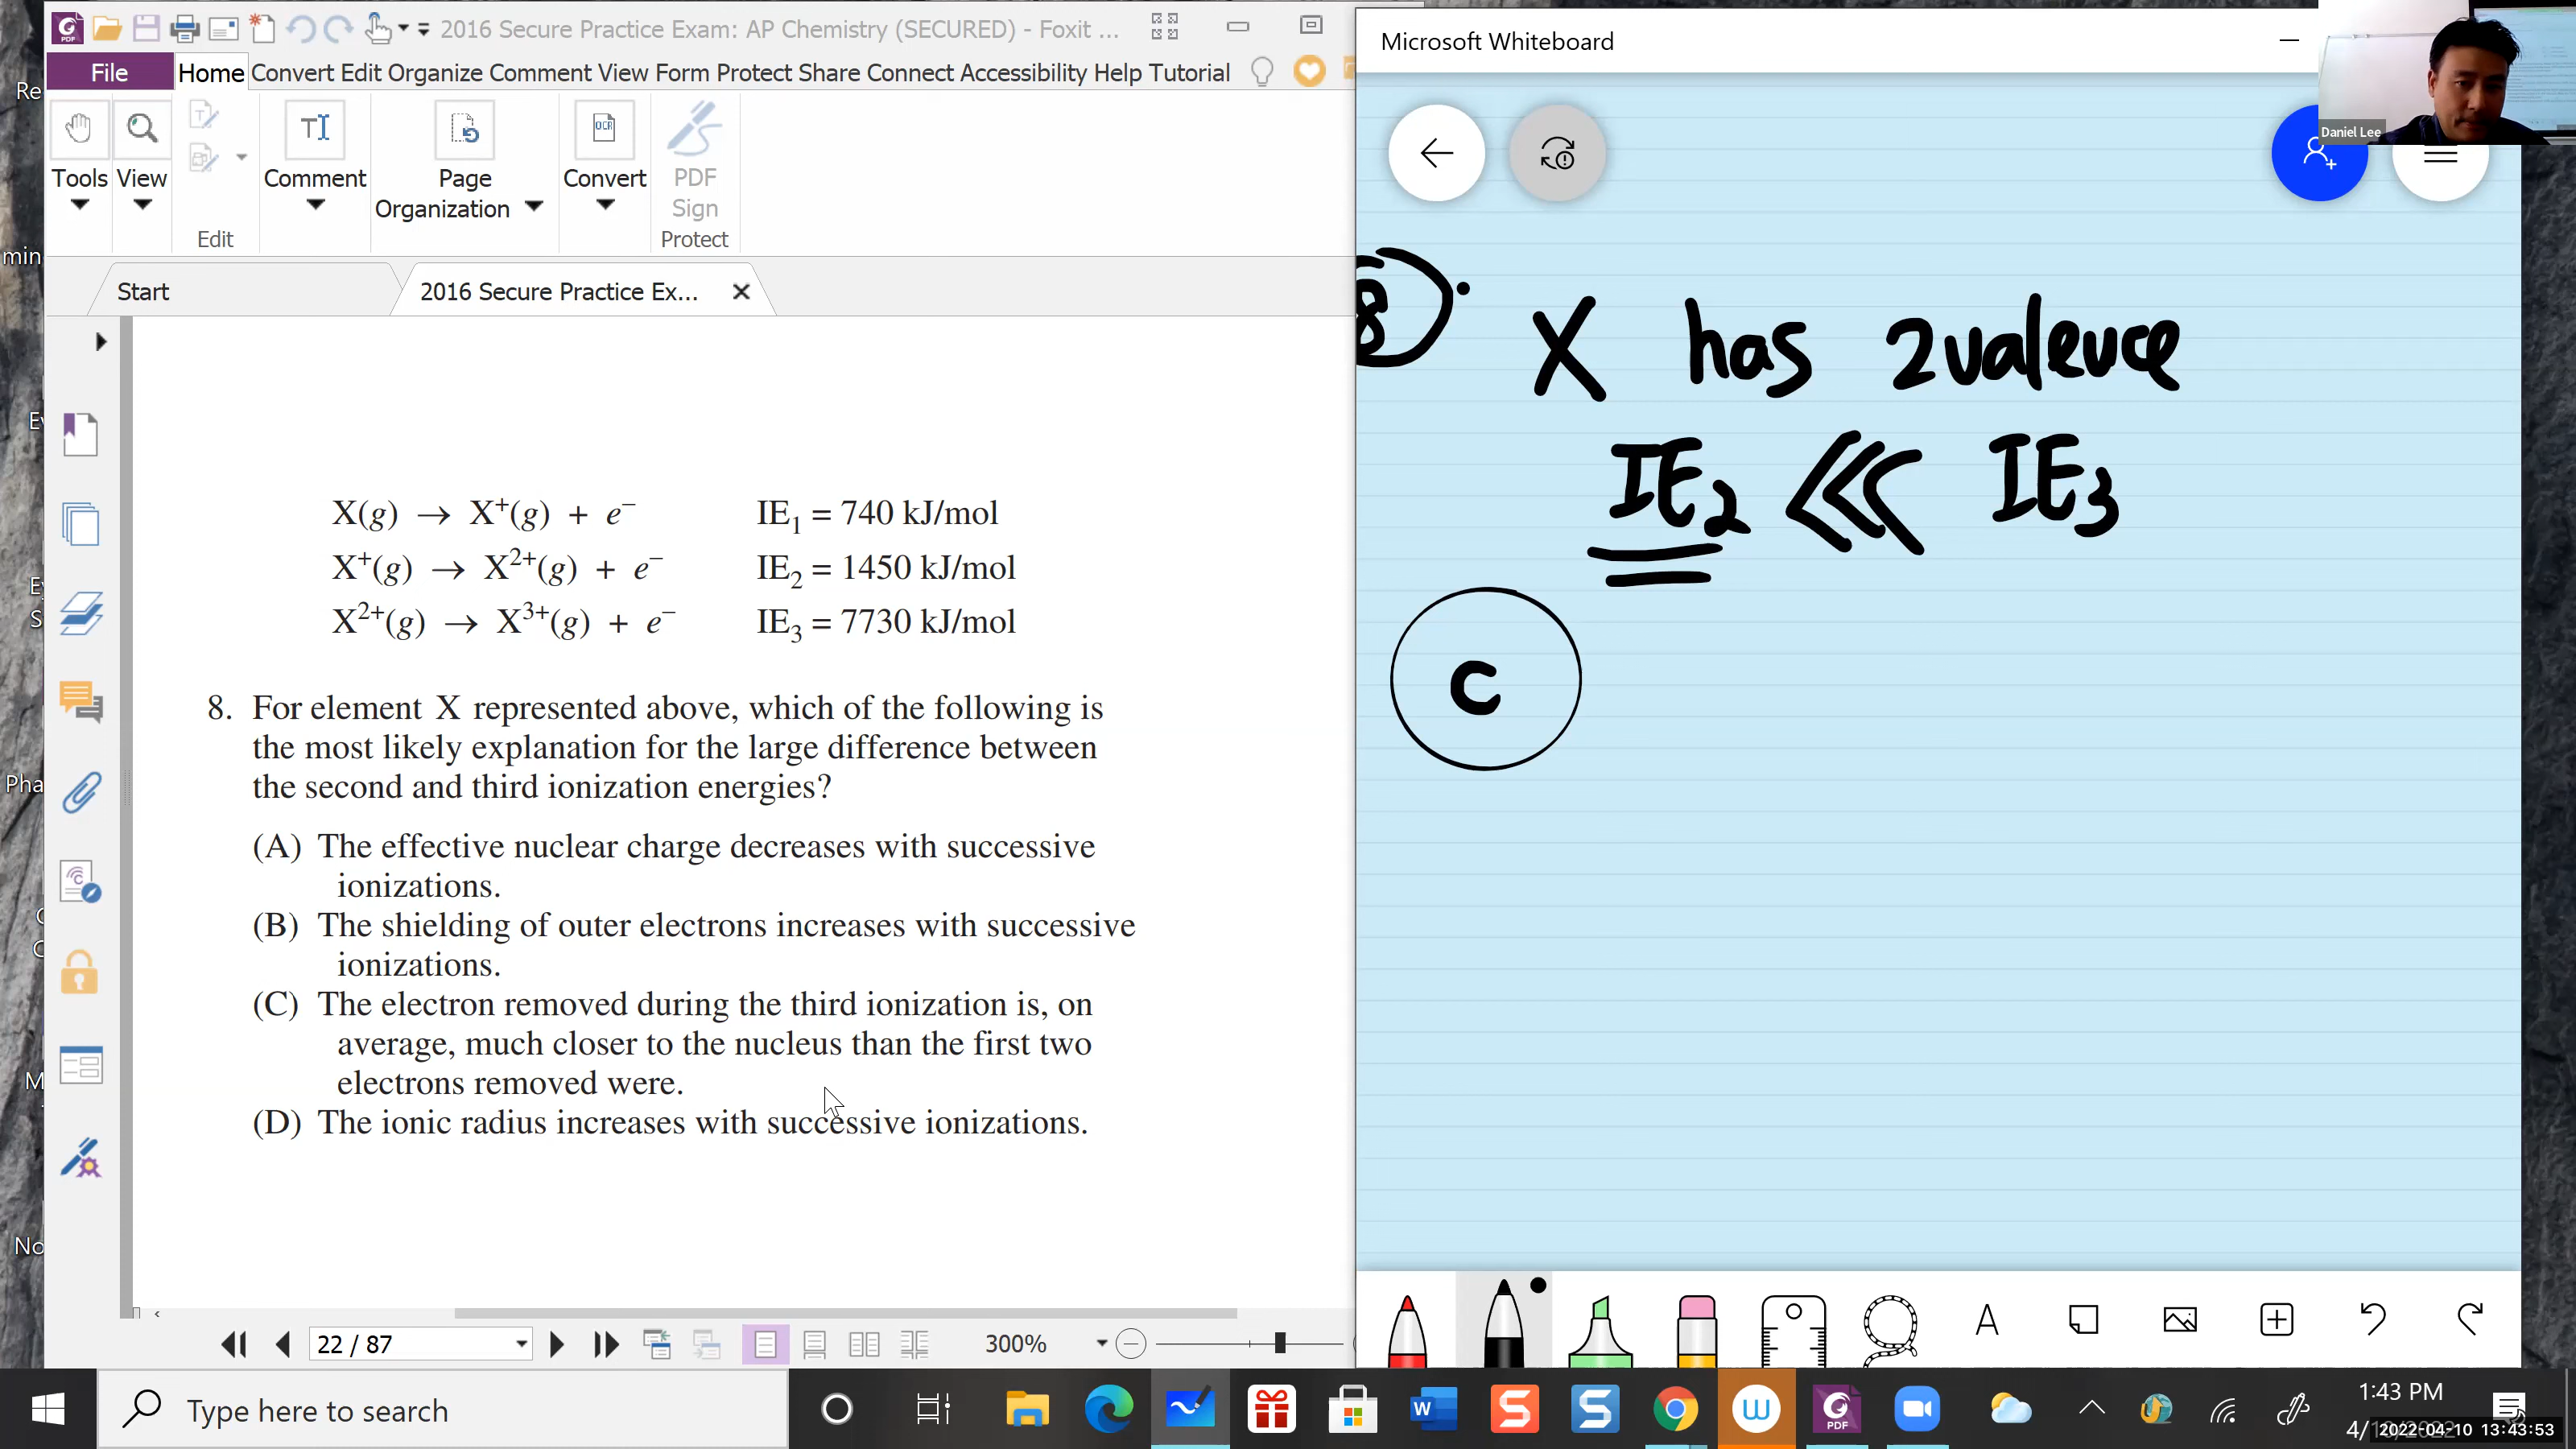 2016 Secure Practice Exam: AP Chemistry (SECURED) - Foxit ...
File Home Convert Edit Organize Comment View Form Protect Share Connect Accessibility Help Tutorial
Tools View Comment Page Organization Convert PDF Sign
Edit Protect
OCR
Start
2016 Secure Practice Ex...
X(g) → X⁺(g) + e⁻ IE₁ = 740 kJ/mol
X⁺(g) → X²⁺(g) + e⁻ IE₂ = 1450 kJ/mol
X²⁺(g) → X³⁺(g) + e⁻ IE₃ = 7730 kJ/mol
8. For element X represented above, which of the following is
the most likely explanation for the large difference between
the second and third ionization energies?
(A) The effective nuclear charge decreases with successive
ionizations.
(B) The shielding of outer electrons increases with successive
ionizations.
(C) The electron removed during the third ionization is, on
average, much closer to the nucleus than the first two
electrons removed were.
(D) The ionic radius increases with successive ionizations.
22 / 87
300%
Microsoft Whiteboard
Daniel Lee
8
X has 2valence
IE₂ <<< IE₃
C
A
Type here to search
1:43 PM
2022-04-10 13:43:53